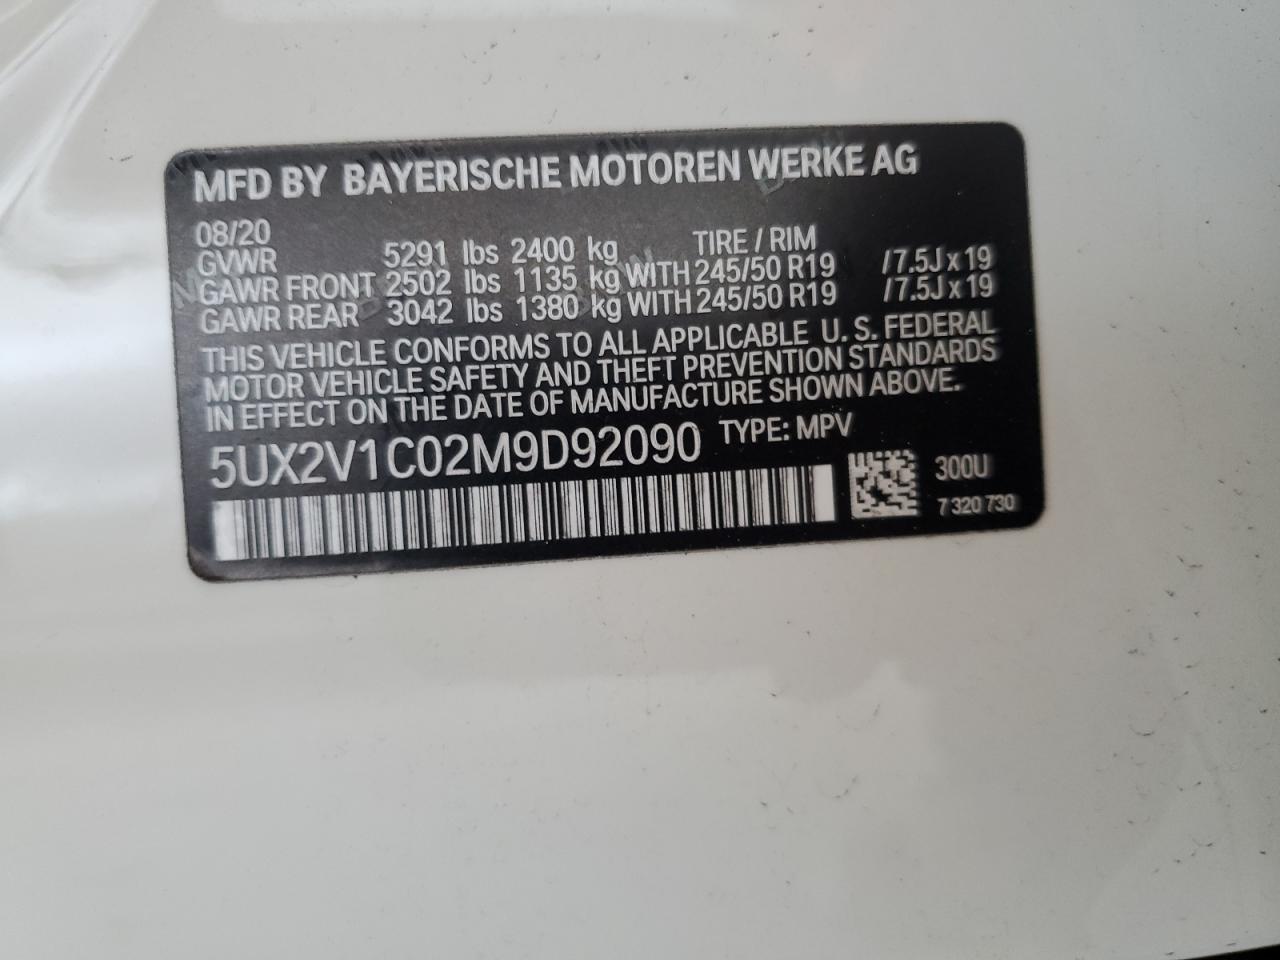 MFD BY BAYERISCHE MOTOREN WERKE AG
08/20
GVWR 5291 lbs 2400 kg TIRE / RIM
GAWR FRONT 2502 lbs 1135 kg WITH 245/50 R19 /7.5J x 19
GAWR REAR 3042 lbs 1380 kg WITH 245/50 R19 /7.5J x 19
THIS VEHICLE CONFORMS TO ALL APPLICABLE U. S. FEDERAL
MOTOR VEHICLE SAFETY AND THEFT PREVENTION STANDARDS
IN EFFECT ON THE DATE OF MANUFACTURE SHOWN ABOVE.
5UX2V1C02M9D92090 TYPE: MPV
300U
7 320 730